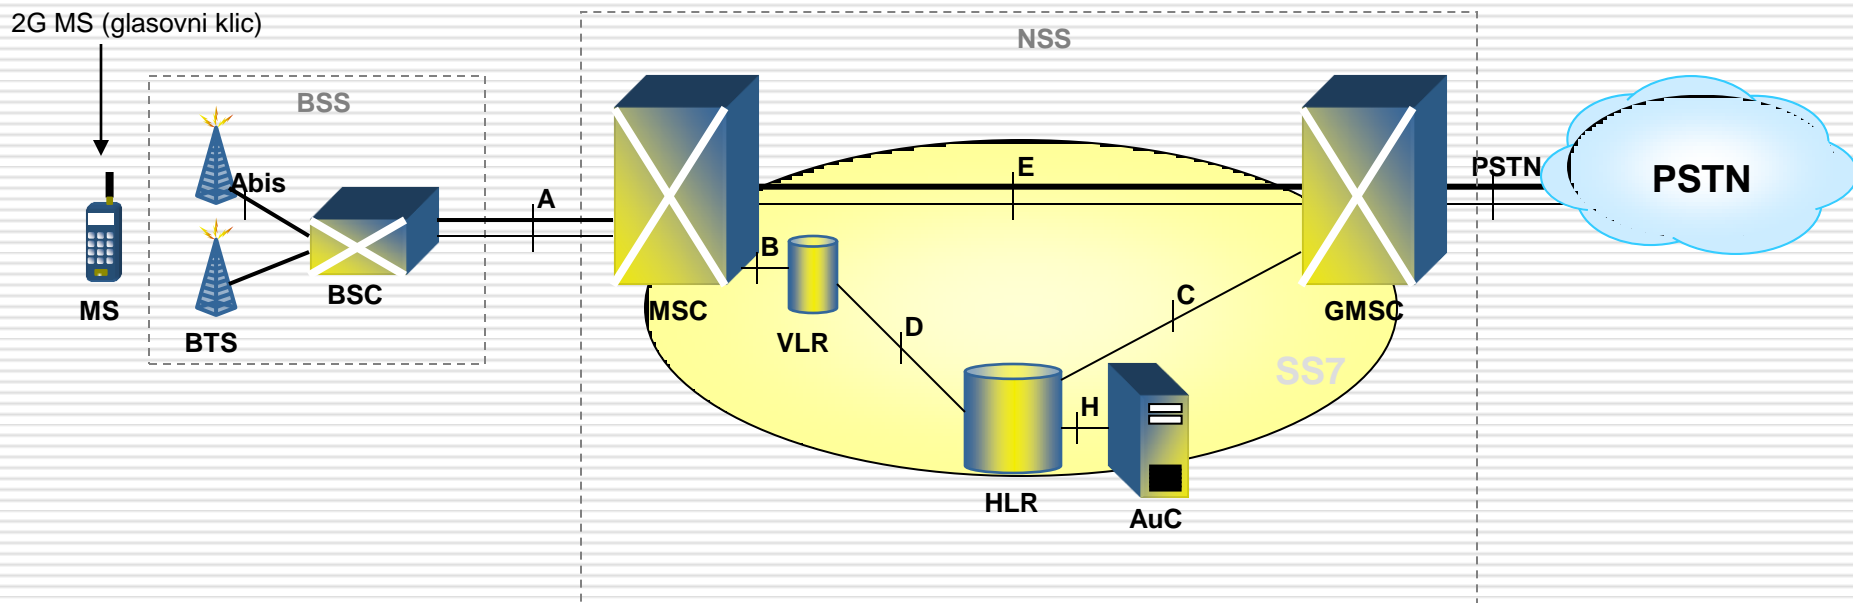 2G MS (glasovni klic)
NSS
BSS
Abis
A
E
PSTN
PSTN
B
C
D
MS
BTS
BSC
MSC
VLR
GMSC
SS7
H
HLR
AuC